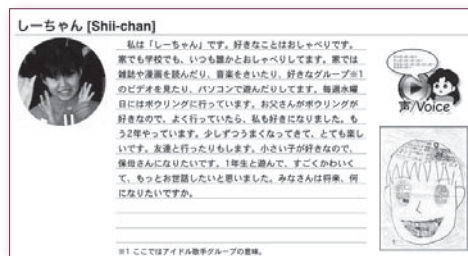 しーちゃん [Shii-chan]
私は「しーちゃん」です。好きなことはおしゃべりです。
家でも学校でも、いつも誰かとおしゃべりしてます。家では
雑誌や漫画を読んだり、音楽をきいたり、好きなグループ※1
のビデオを見たり、パソコンで遊んだりしてます。毎週水曜
日にはボウリングに行っています。お父さんがボウリングが
好きなので、よく行っていたら、私も好きになりました。も
う2年やっています。少しずつうまくなってきて、とても楽し
いです。友達と行ったりもします。小さい子が好きなので、
保母さんになりたいです。1年生と遊んで、すごくかわいく
て、もっとお世話したいと思いました。みなさんは将来、何
になりたいですか。
※1 ここではアイドル歌手グループの意味。
声/Voice